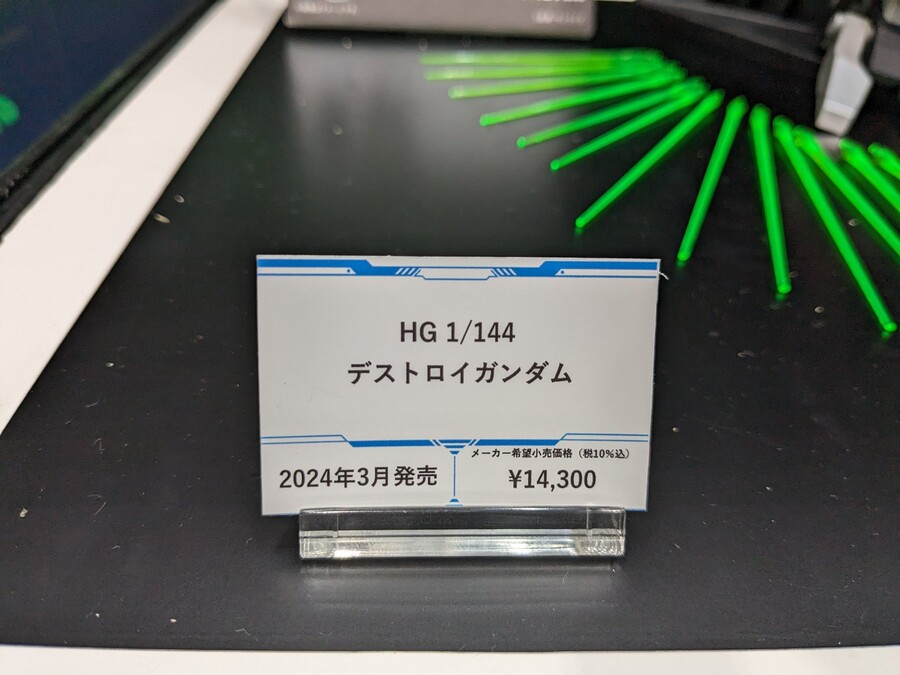 HG 1/144
デストロイガンダム
メーカー希望小売価格（税10%込）
2024年3月発売
¥14,300